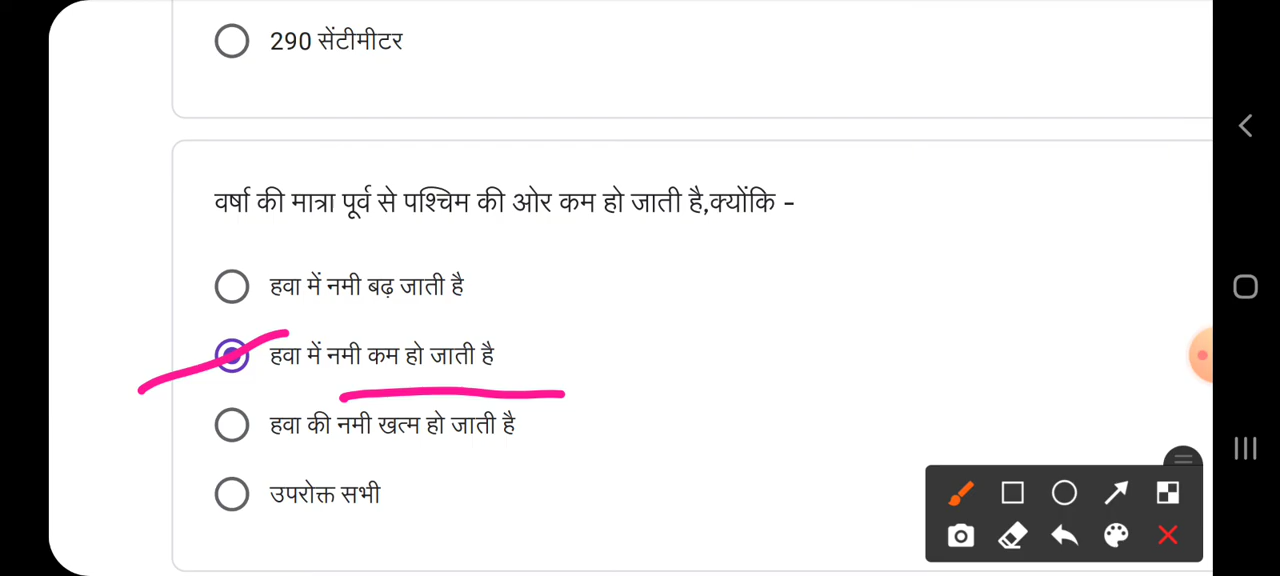 290 सेंटीमीटर
वर्षा की मात्रा पूर्व से पश्चिम की ओर कम हो जाती है,क्योंकि -
हवा में नमी बढ़ जाती है
हवा में नमी कम हो जाती है
हवा की नमी खत्म हो जाती है
उपरोक्त सभी